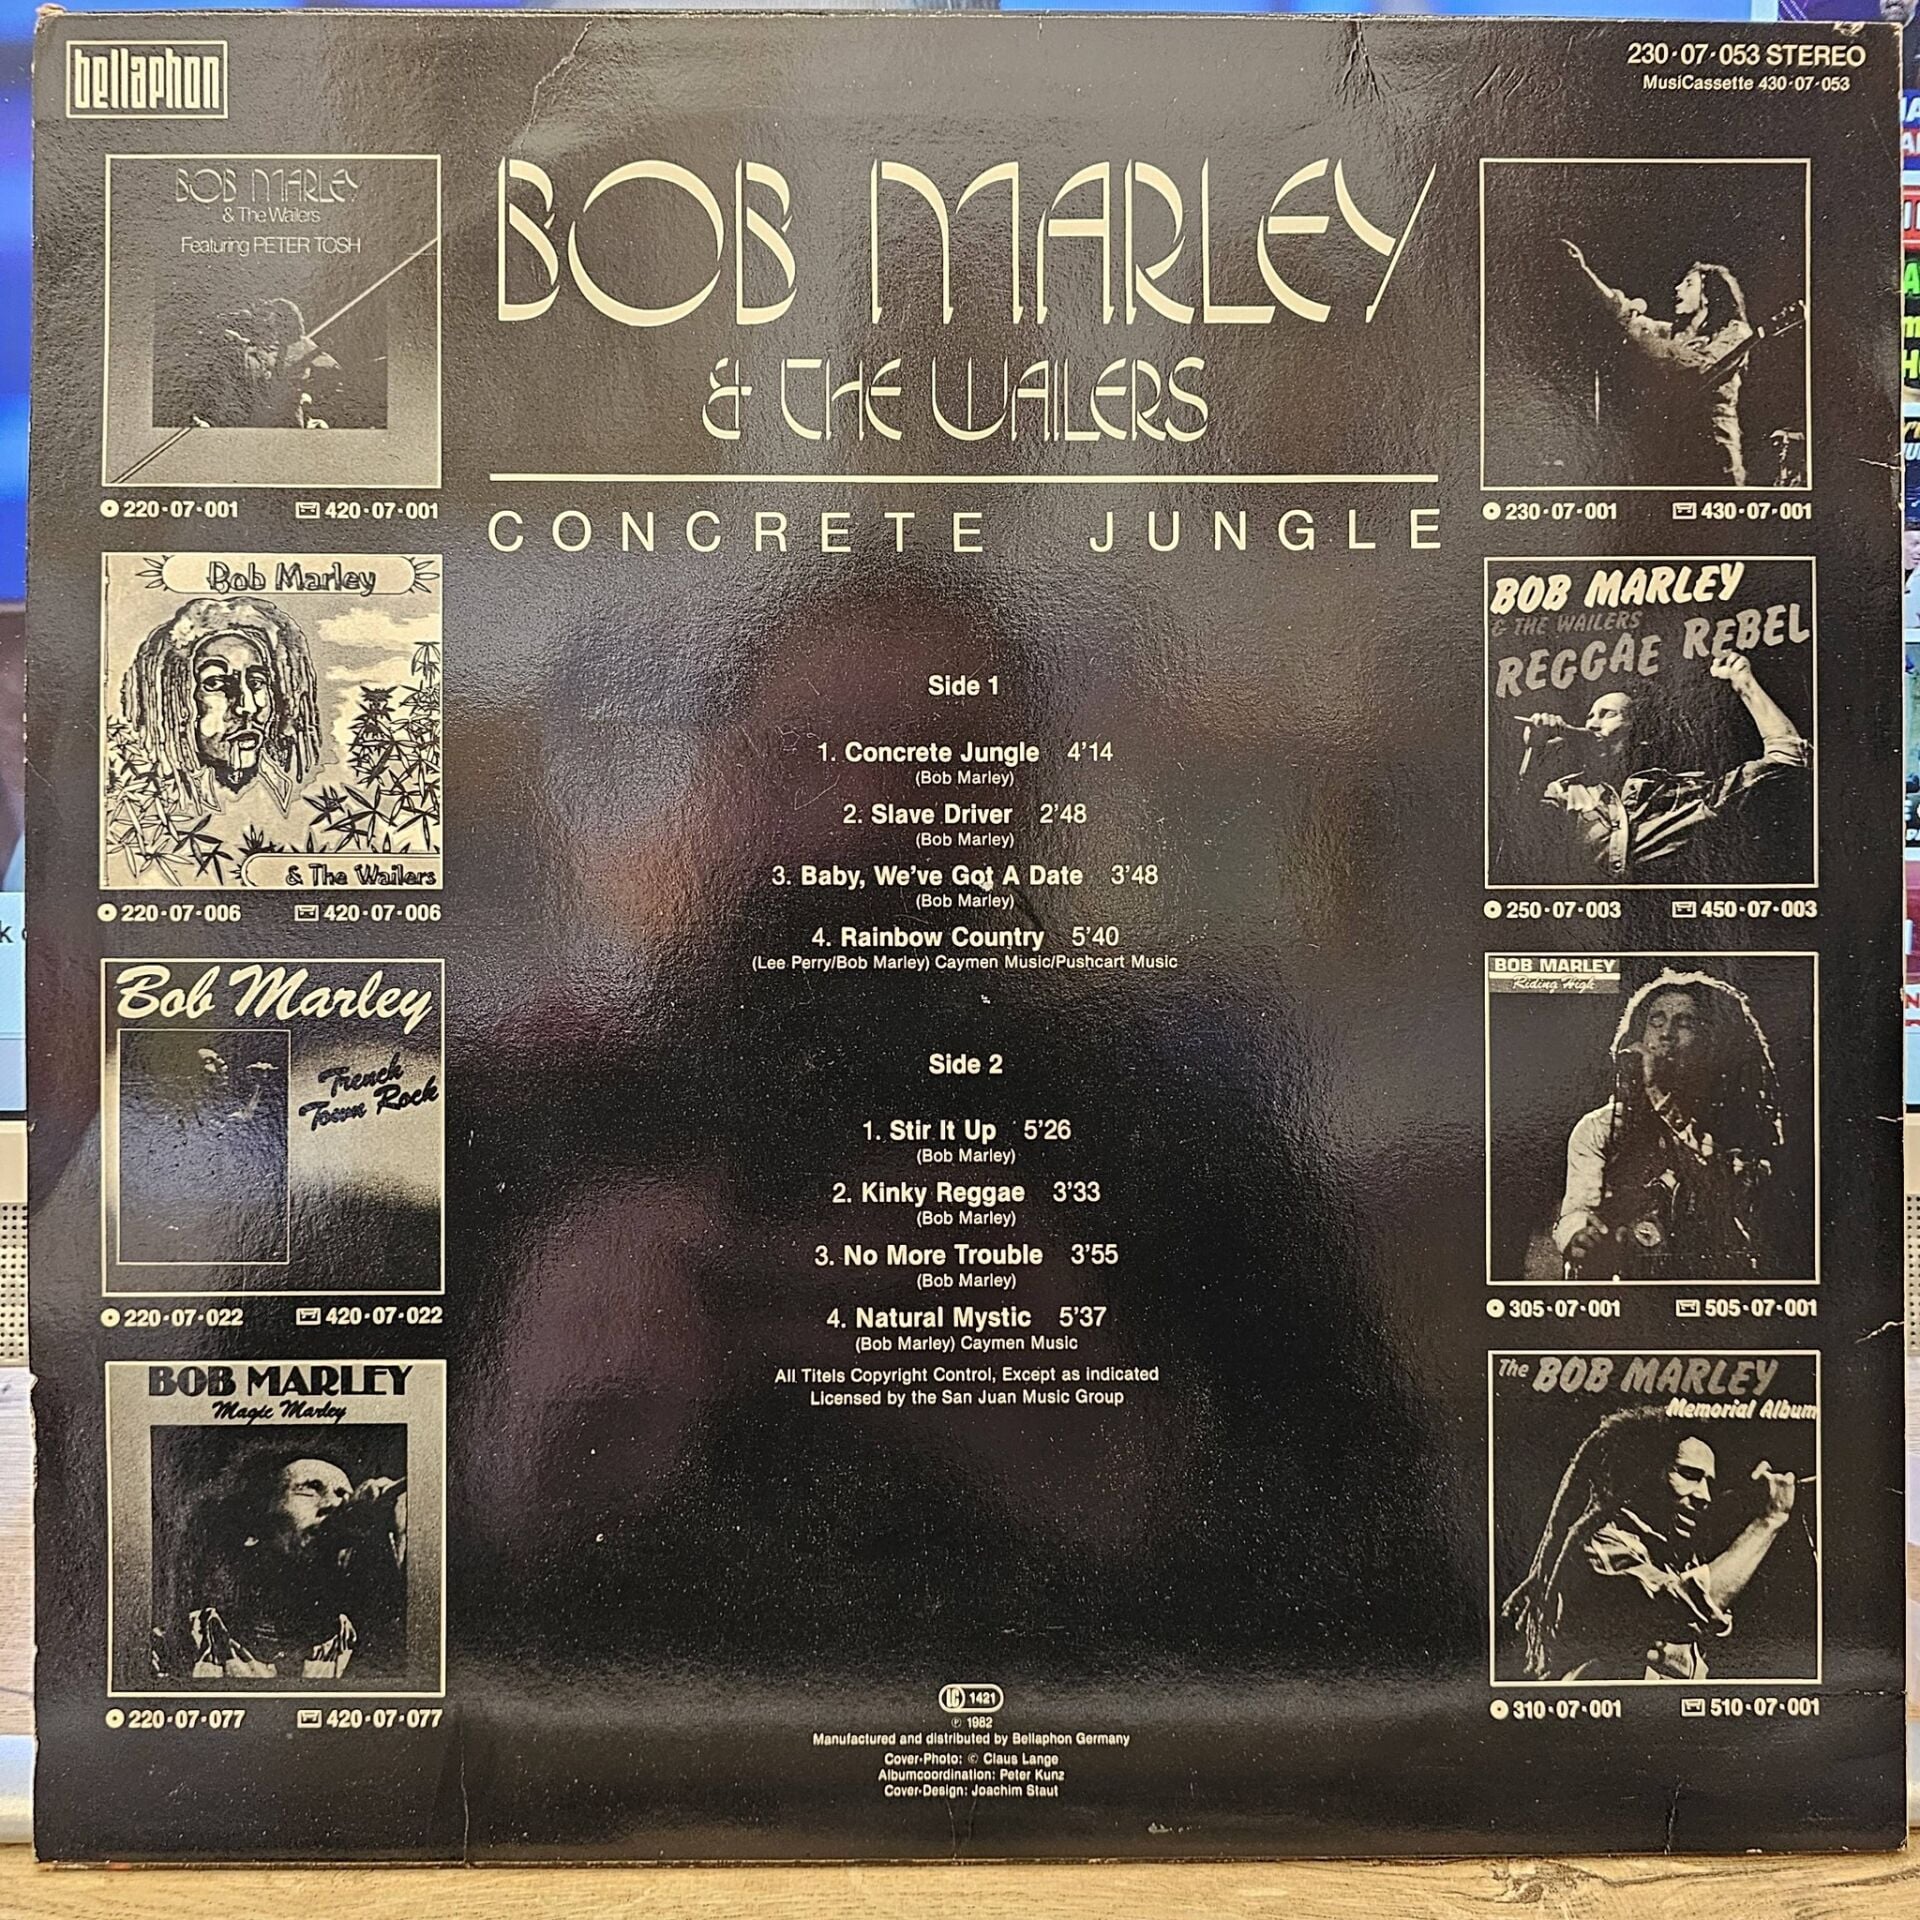 bellaphon
230·07·053 STEREO
MusiCassette 430·07·053
BOB MARLEY
& The Wailers
Featuring PETER TOSH
220·07·001 420·07·001
Bob Marley
& The Wailers
220·07·006 420·07·006
Bob Marley
Trench
Town Rock
220·07·022 420·07·022
BOB MARLEY
Magic Marley
220·07·077 420·07·077
BOB MARLEY
& THE WAILERS
CONCRETE JUNGLE
Side 1
1. Concrete Jungle 4'14
(Bob Marley)
2. Slave Driver 2'48
(Bob Marley)
3. Baby, We've Got A Date 3'48
(Bob Marley)
4. Rainbow Country 5'40
(Lee Perry/Bob Marley) Caymen Music/Pushcart Music
Side 2
1. Stir It Up 5'26
(Bob Marley)
2. Kinky Reggae 3'33
(Bob Marley)
3. No More Trouble 3'55
(Bob Marley)
4. Natural Mystic 5'37
(Bob Marley) Caymen Music
All Titels Copyright Control, Except as indicated
Licensed by the San Juan Music Group
LC 1421
℗ 1982
Manufactured and distributed by Bellaphon Germany
Cover-Photo: © Claus Lange
Albumcoordination: Peter Kunz
Cover-Design: Joachim Staut
230·07·001 430·07·001
BOB MARLEY
& THE WAILERS
REGGAE REBEL
250·07·003 450·07·003
BOB MARLEY
Riding High
305·07·001 505·07·001
The BOB MARLEY
Memorial Album
310·07·001 510·07·001